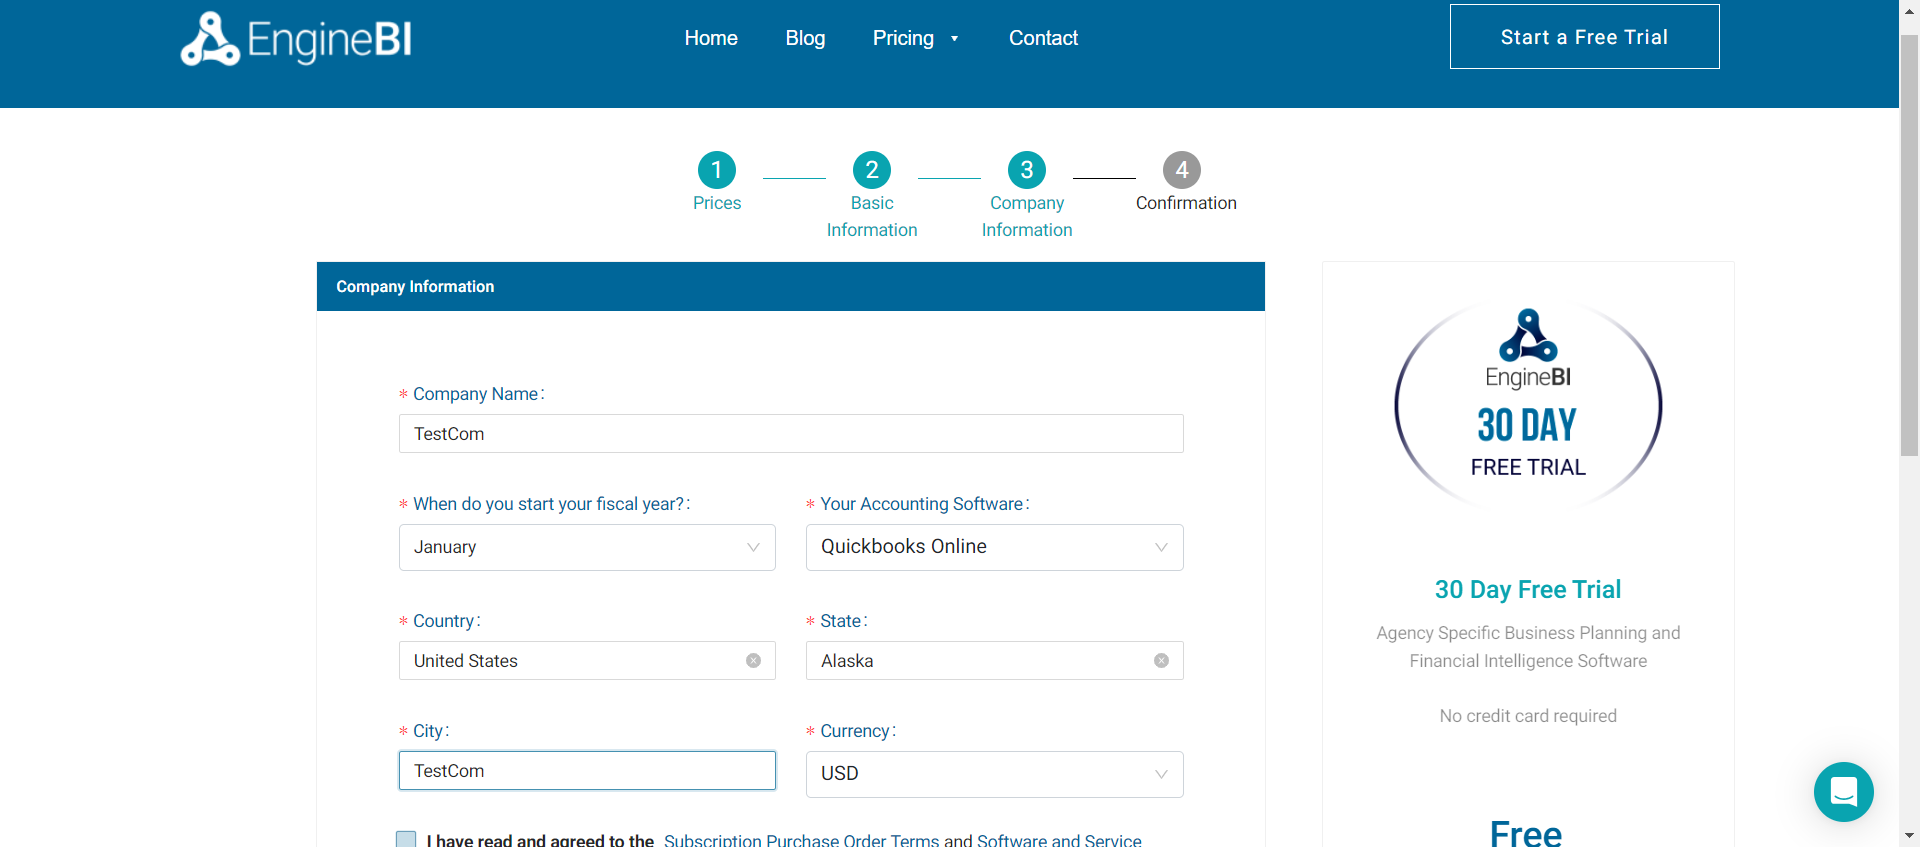 EngineBI
Home Blog Pricing Contact
Start a Free Trial
1 2 3 4
Prices Basic Information Company Information Confirmation
Company Information
* Company Name:
TestCom
* When do you start your fiscal year?: * Your Accounting Software:
January Quickbooks Online
* Country: * State:
United States Alaska
* City: * Currency:
TestCom USD
I have read and agreed to the Subscription Purchase Order Terms and Software and Service
EngineBI
30 DAY
FREE TRIAL
30 Day Free Trial
Agency Specific Business Planning and
Financial Intelligence Software
No credit card required
Free